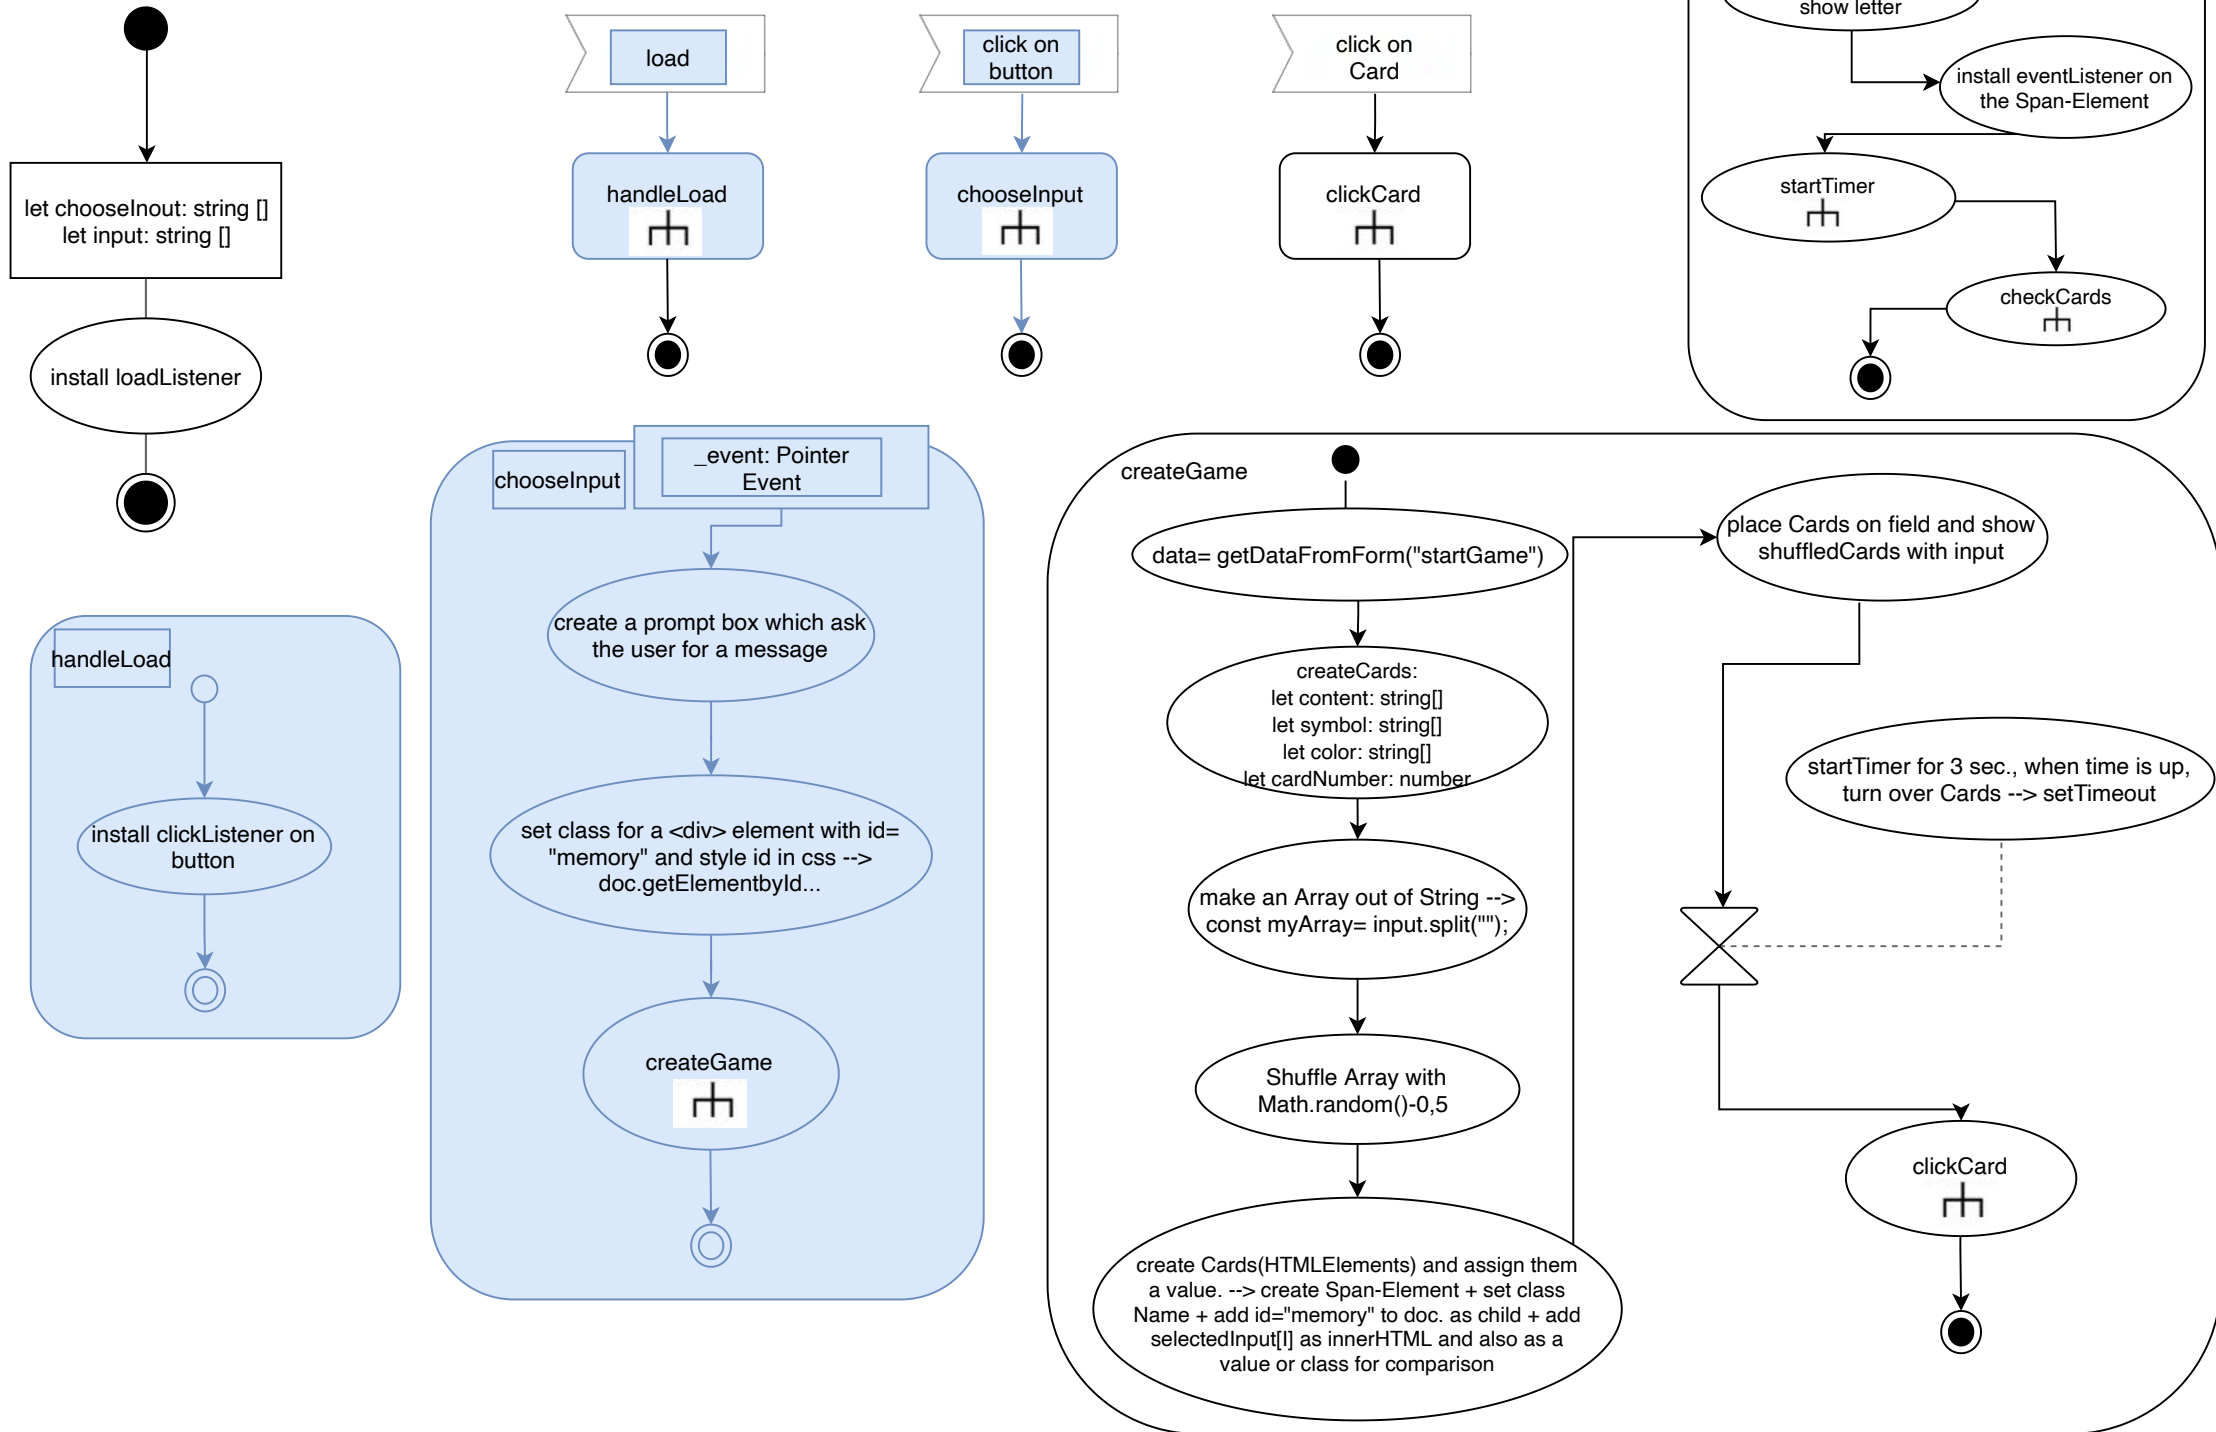 let chooseInout: string []
let input: string []
install loadListener
load
handleLoad
click on
button
chooseInput
click on
Card
clickCard
show letter
install eventListener on
the Span-Element
startTimer
checkCards
handleLoad
install clickListener on
button
chooseInput
_event: Pointer
Event
create a prompt box which ask
the user for a message
set class for a <div> element with id=
"memory" and style id in css -->
doc.getElementbyId...
createGame
createGame
data= getDataFromForm("startGame")
createCards:
let content: string[]
let symbol: string[]
let color: string[]
let cardNumber: number
make an Array out of String -->
const myArray= input.split("");
Shuffle Array with
Math.random()-0,5
create Cards(HTMLElements) and assign them
a value. --> create Span-Element + set class
Name + add id="memory" to doc. as child + add
selectedInput[I] as innerHTML and also as a
value or class for comparison
place Cards on field and show
shuffledCards with input
startTimer for 3 sec., when time is up,
turn over Cards --> setTimeout
clickCard